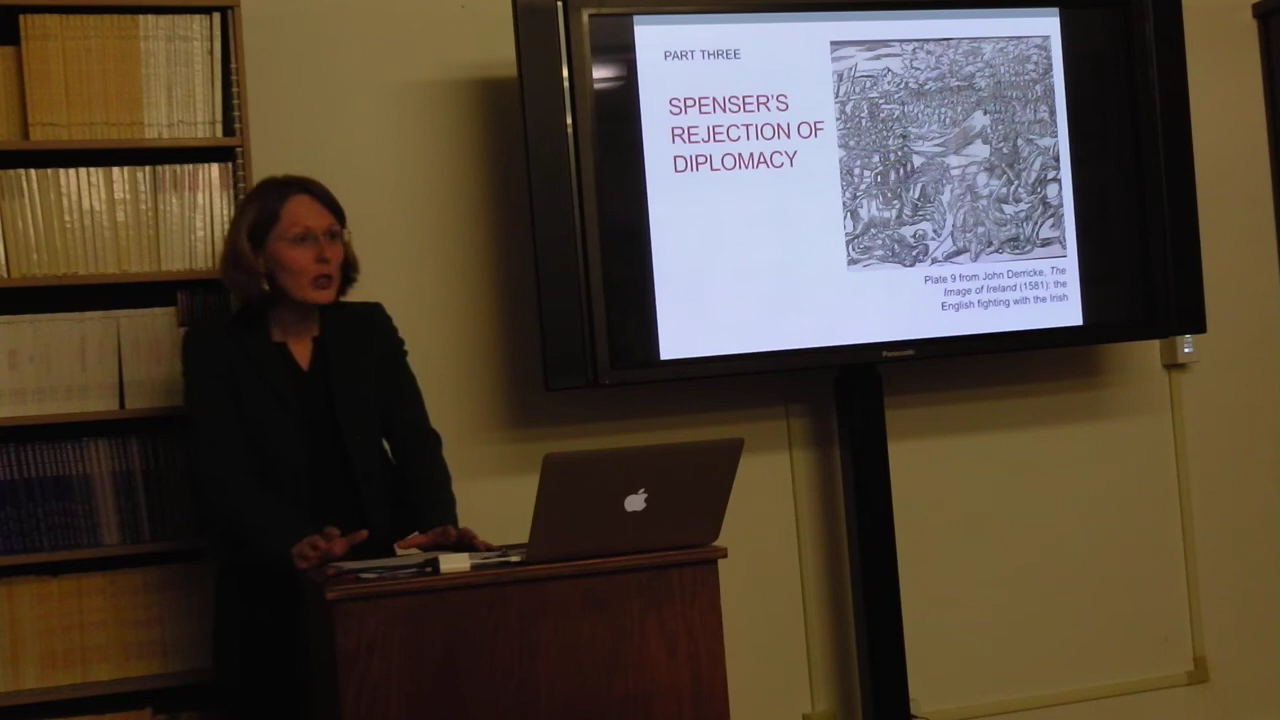 PART THREE
SPENSER'S
REJECTION OF
DIPLOMACY
Plate 9 from John Derricke, The
Image of Ireland (1581): the
English fighting with the Irish
Panasonic